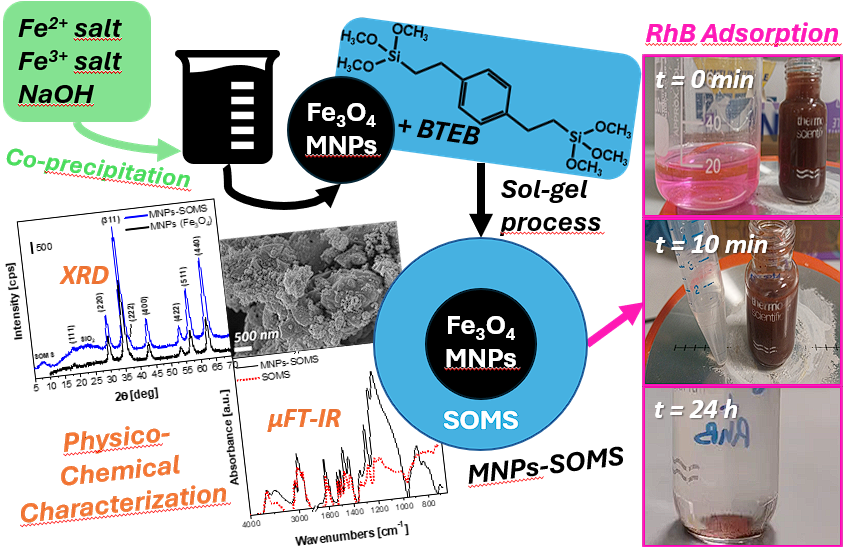 Fe²⁺ salt
Fe³⁺ salt
NaOH
Co-precipitation
Fe₃O₄
MNPs
+ BTEB
H₃CO
OCH₃
H₃CO
Si
Si
OCH₃
OCH₃
OCH₃
Sol-gel
process
RhB Adsorption
t = 0 min
40
20
thermo
scientific
t = 10 min
thermo
scientific
t = 24 h
RhB
Fe₃O₄
MNPs
SOMS
MNPs-SOMS
XRD
MNPs-SOMS
MNPs (Fe₃O₄)
500
Intensity [cps]
SOMS
(111)
SiO₂
(220)
(311)
(222)
(400)
(422)
(511)
(440)
5 10 15 20 25 30 35 40 45 50 55 60 65 70
2θ [deg]
500 nm
µFT-IR
MNPs-SOMS
SOMS
Absorbance [a.u.]
4000 3000 1600 1400 1200 1000 800
Wavenumbers [cm⁻¹]
Physico-
Chemical
Characterization